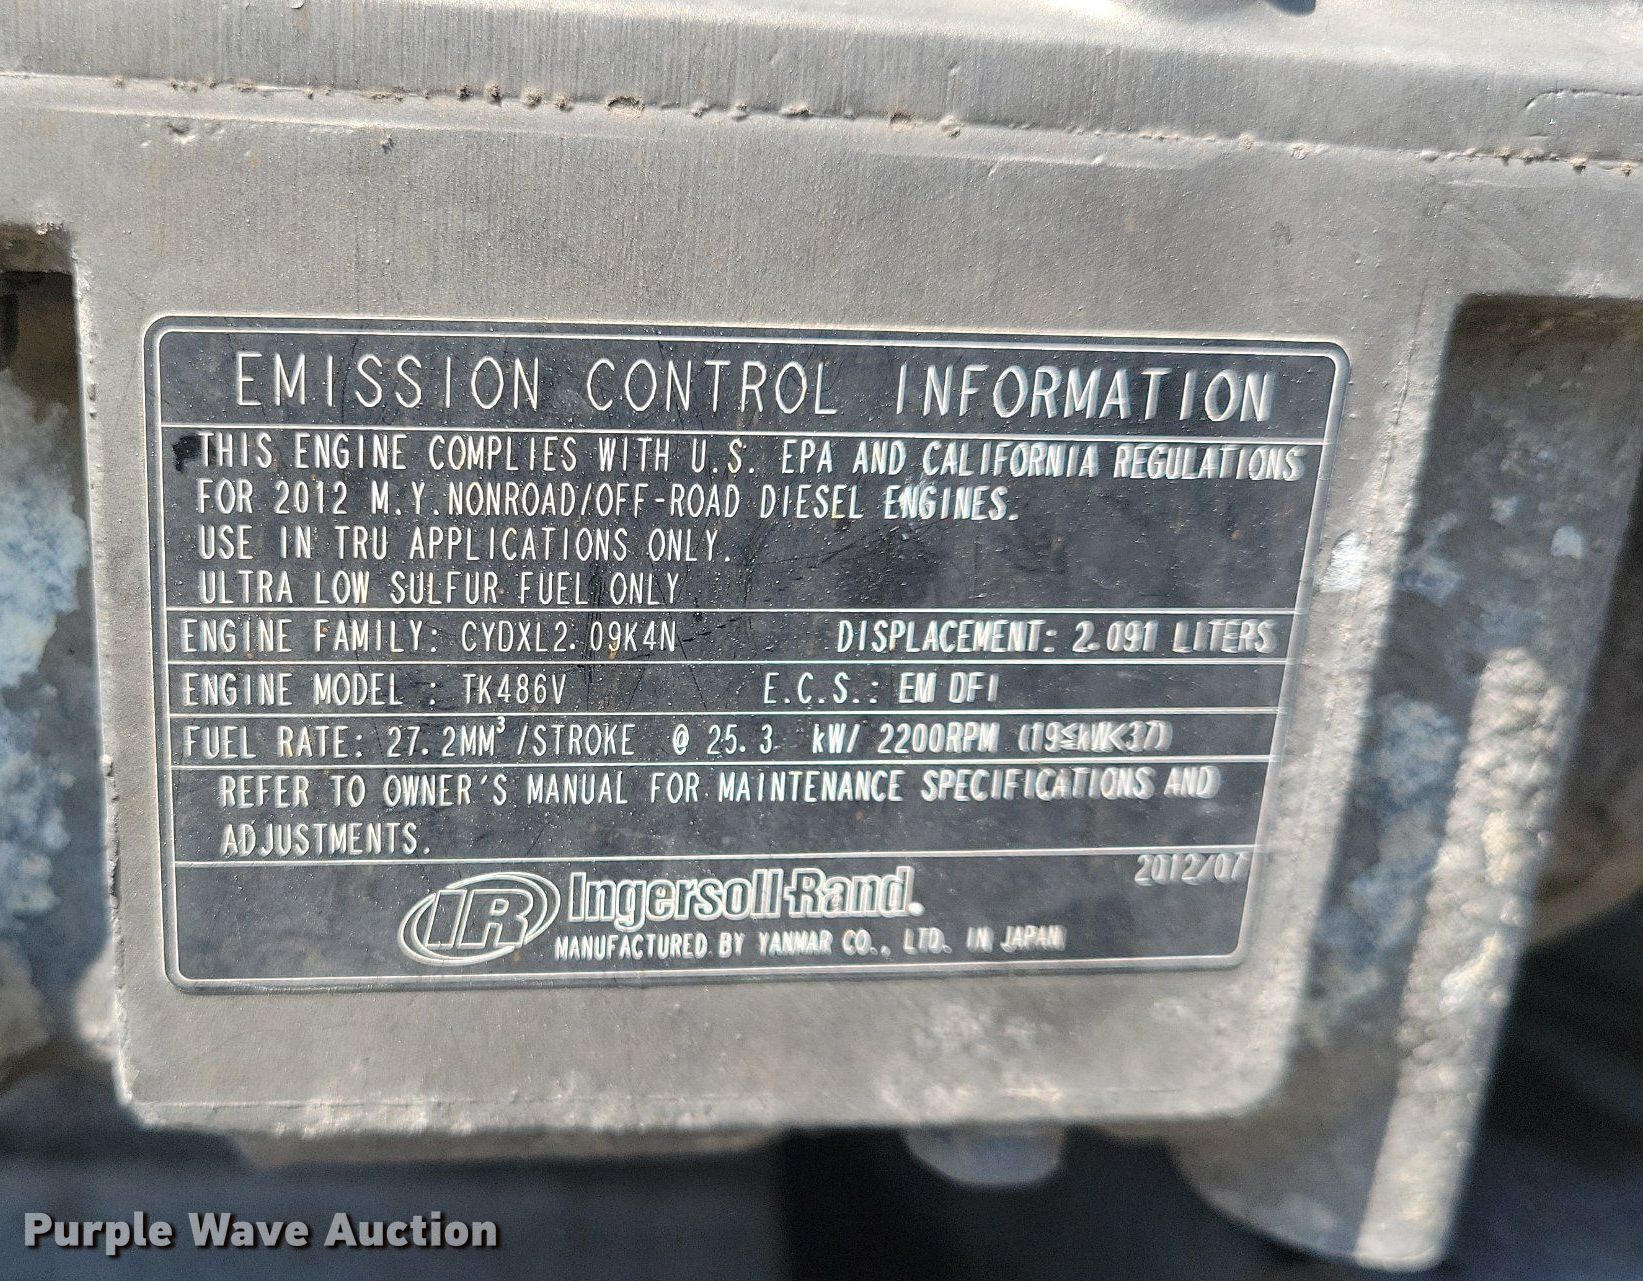 EMISSION CONTROL INFORMATION
THIS ENGINE COMPLIES WITH U.S. EPA AND CALIFORNIA REGULATIONS
FOR 2012 M.Y.NONROAD/OFF-ROAD DIESEL ENGINES.
USE IN TRU APPLICATIONS ONLY.
ULTRA LOW SULFUR FUEL ONLY
ENGINE FAMILY: CYDXL2.09K4N DISPLACEMENT: 2.091 LITERS
ENGINE MODEL : TK486V E.C.S.: EM DFI
FUEL RATE: 27.2MM³/STROKE @ 25.3 kW/ 2200RPM (19≤kW<37)
REFER TO OWNER'S MANUAL FOR MAINTENANCE SPECIFICATIONS AND
ADJUSTMENTS.
2012/07
IR Ingersoll-Rand.
MANUFACTURED BY YANMAR CO., LTD. IN JAPAN
Purple Wave Auction